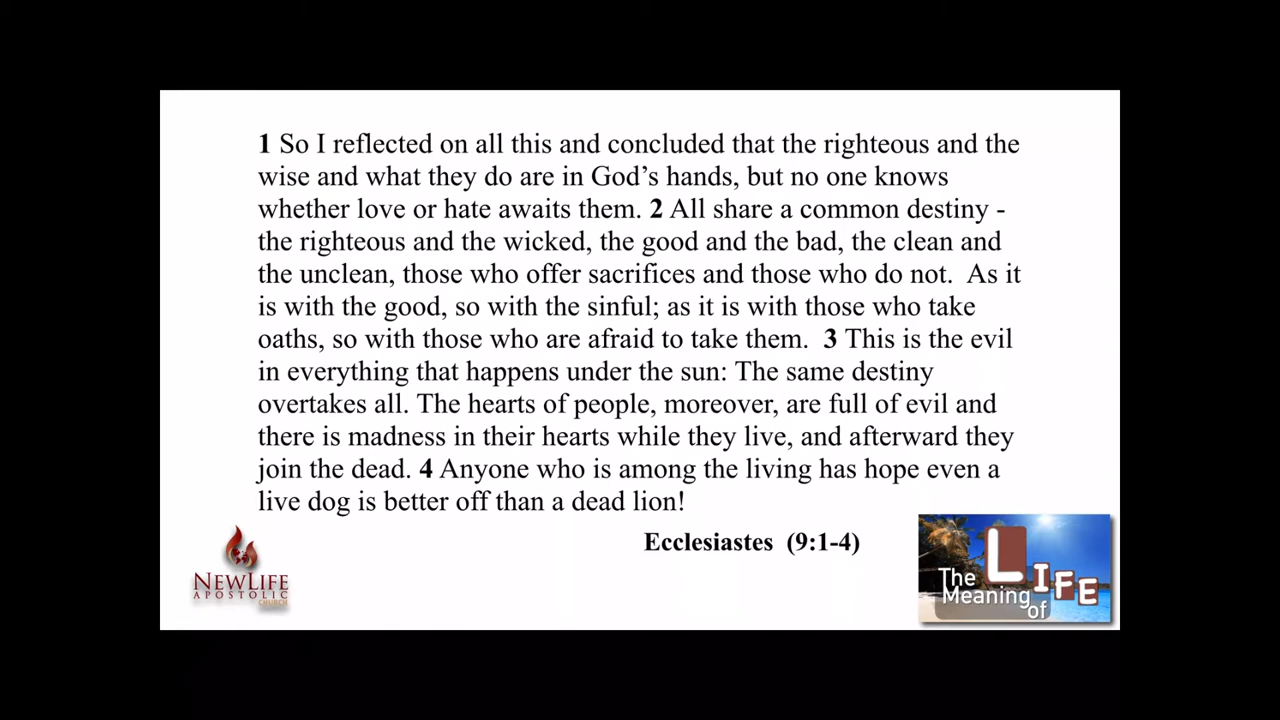 1 So I reflected on all this and concluded that the righteous and the
wise and what they do are in God’s hands, but no one knows
whether love or hate awaits them. 2 All share a common destiny -
the righteous and the wicked, the good and the bad, the clean and
the unclean, those who offer sacrifices and those who do not.  As it
is with the good, so with the sinful; as it is with those who take
oaths, so with those who are afraid to take them.  3 This is the evil
in everything that happens under the sun: The same destiny
overtakes all. The hearts of people, moreover, are full of evil and
there is madness in their hearts while they live, and afterward they
join the dead. 4 Anyone who is among the living has hope even a
live dog is better off than a dead lion!
Ecclesiastes  (9:1-4)
NEWLIFE
APOSTOLIC
CHURCH
The
Meaning
of
LIFE